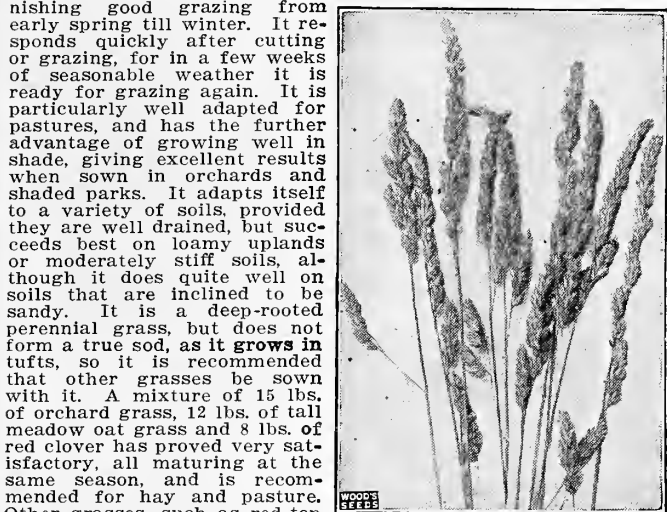 nishing good grazing from
early spring till winter. It re-
sponds quickly after cutting
or grazing, for in a few weeks
of seasonable weather it is
ready for grazing again. It is
particularly well adapted for
pastures, and has the further
advantage of growing well in
shade, giving excellent results
when sown in orchards and
shaded parks. It adapts itself
to a variety of soils, provided
they are well drained, but suc-
ceeds best on loamy uplands
or moderately stiff soils, al-
though it does quite well on
soils that are inclined to be
sandy. It is a deep-rooted
perennial grass, but does not
form a true sod, as it grows in
tufts, so it is recommended
that other grasses be sown
with it. A mixture of 15 lbs.
of orchard grass, 12 lbs. of tall
meadow oat grass and 8 lbs. of
red clover has proved very sat-
isfactory, all maturing at the
same season, and is recom-
mended for hay and pasture.
Other grasses, such as red top
WOOD'S
SEEDS